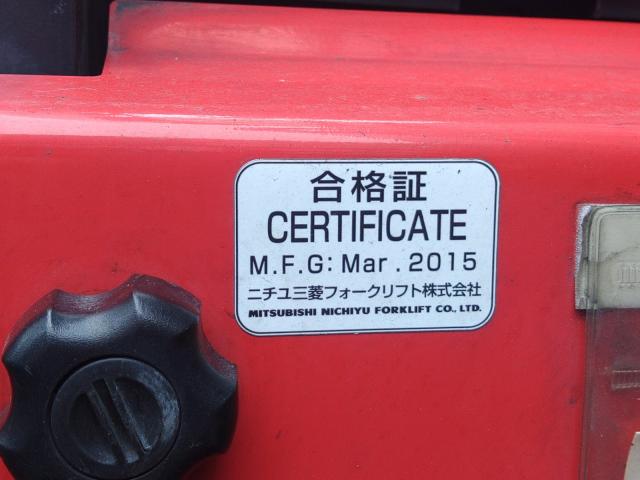 合格証
CERTIFICATE
M.F.G: Mar . 2015
ニチユ三菱フォークリフト株式会社
MITSUBISHI NICHIYU FORKLIFT CO., LTD.